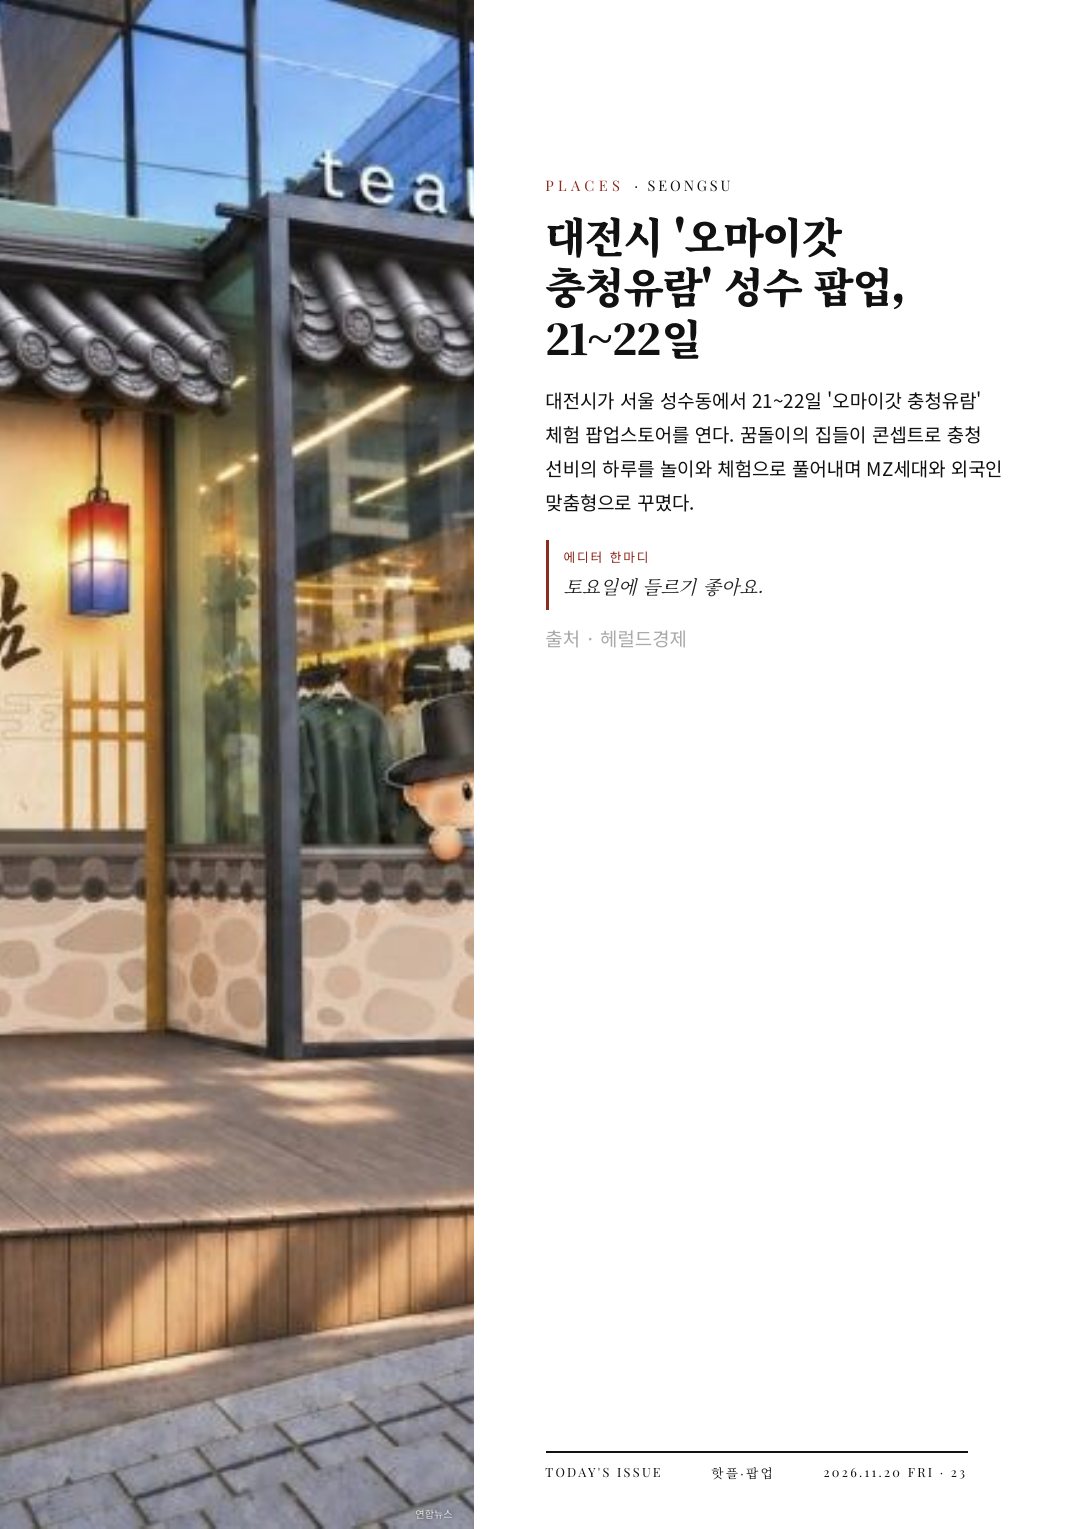 teal
PLACES · SEONGSU
대전시 '오마이갓
충청유람' 성수 팝업,
21~22일
대전시가 서울 성수동에서 21~22일 '오마이갓 충청유람'
체험 팝업스토어를 연다. 꿈돌이의 집들이 콘셉트로 충청
선비의 하루를 놀이와 체험으로 풀어내며 MZ세대와 외국인
맞춤형으로 꾸몄다.
에디터 한마디
토요일에 들르기 좋아요.
출처 · 헤럴드경제
TODAY'S ISSUE 핫플·팝업 2026.11.20 FRI · 23
연합뉴스